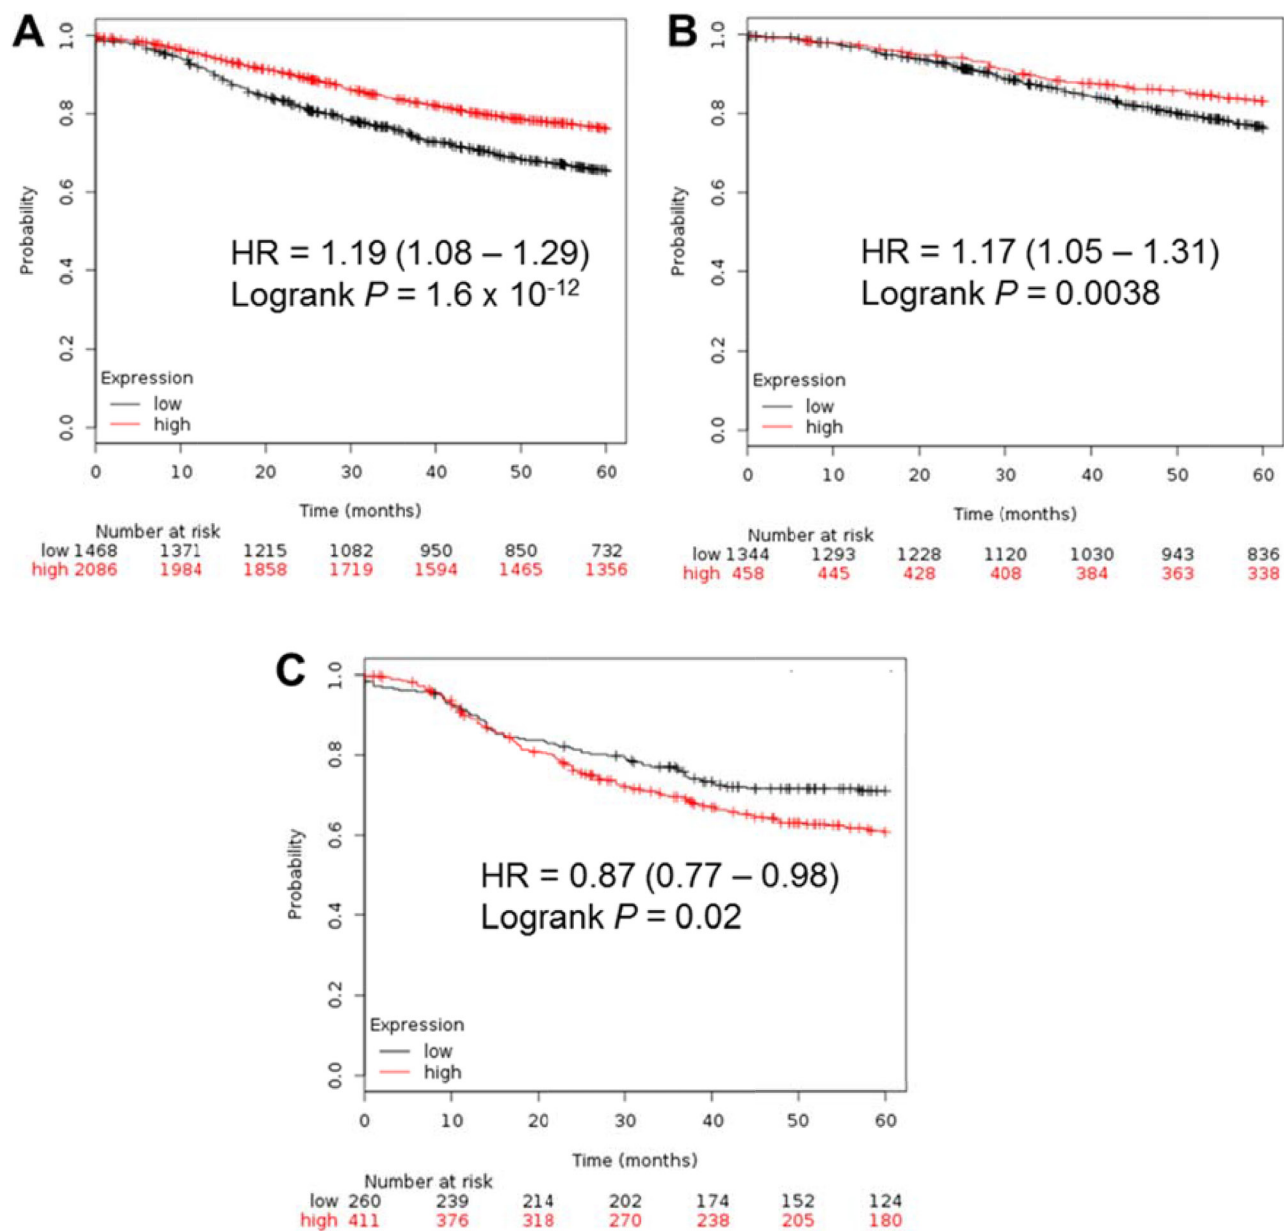 A
Probability
1.0
0.8
0.6
0.4
0.2
0.0
HR = 1.19 (1.08 – 1.29)
Logrank P = 1.6 x 10-12
Expression
low
high
0 10 20 30 40 50 60
Time (months)
Number at risk
low 1468 1371 1215 1082 950 850 732
high 2086 1984 1858 1719 1594 1465 1356
B
Probability
1.0
0.8
0.6
0.4
0.2
0.0
HR = 1.17 (1.05 – 1.31)
Logrank P = 0.0038
Expression
low
high
0 10 20 30 40 50 60
Time (months)
Number at risk
low 1344 1293 1228 1120 1030 943 836
high 458 445 428 408 384 363 338
C
Probability
1.0
0.8
0.6
0.4
0.2
0.0
HR = 0.87 (0.77 – 0.98)
Logrank P = 0.02
Expression
low
high
0 10 20 30 40 50 60
Time (months)
Number at risk
low 260 239 214 202 174 152 124
high 411 376 318 270 238 205 180